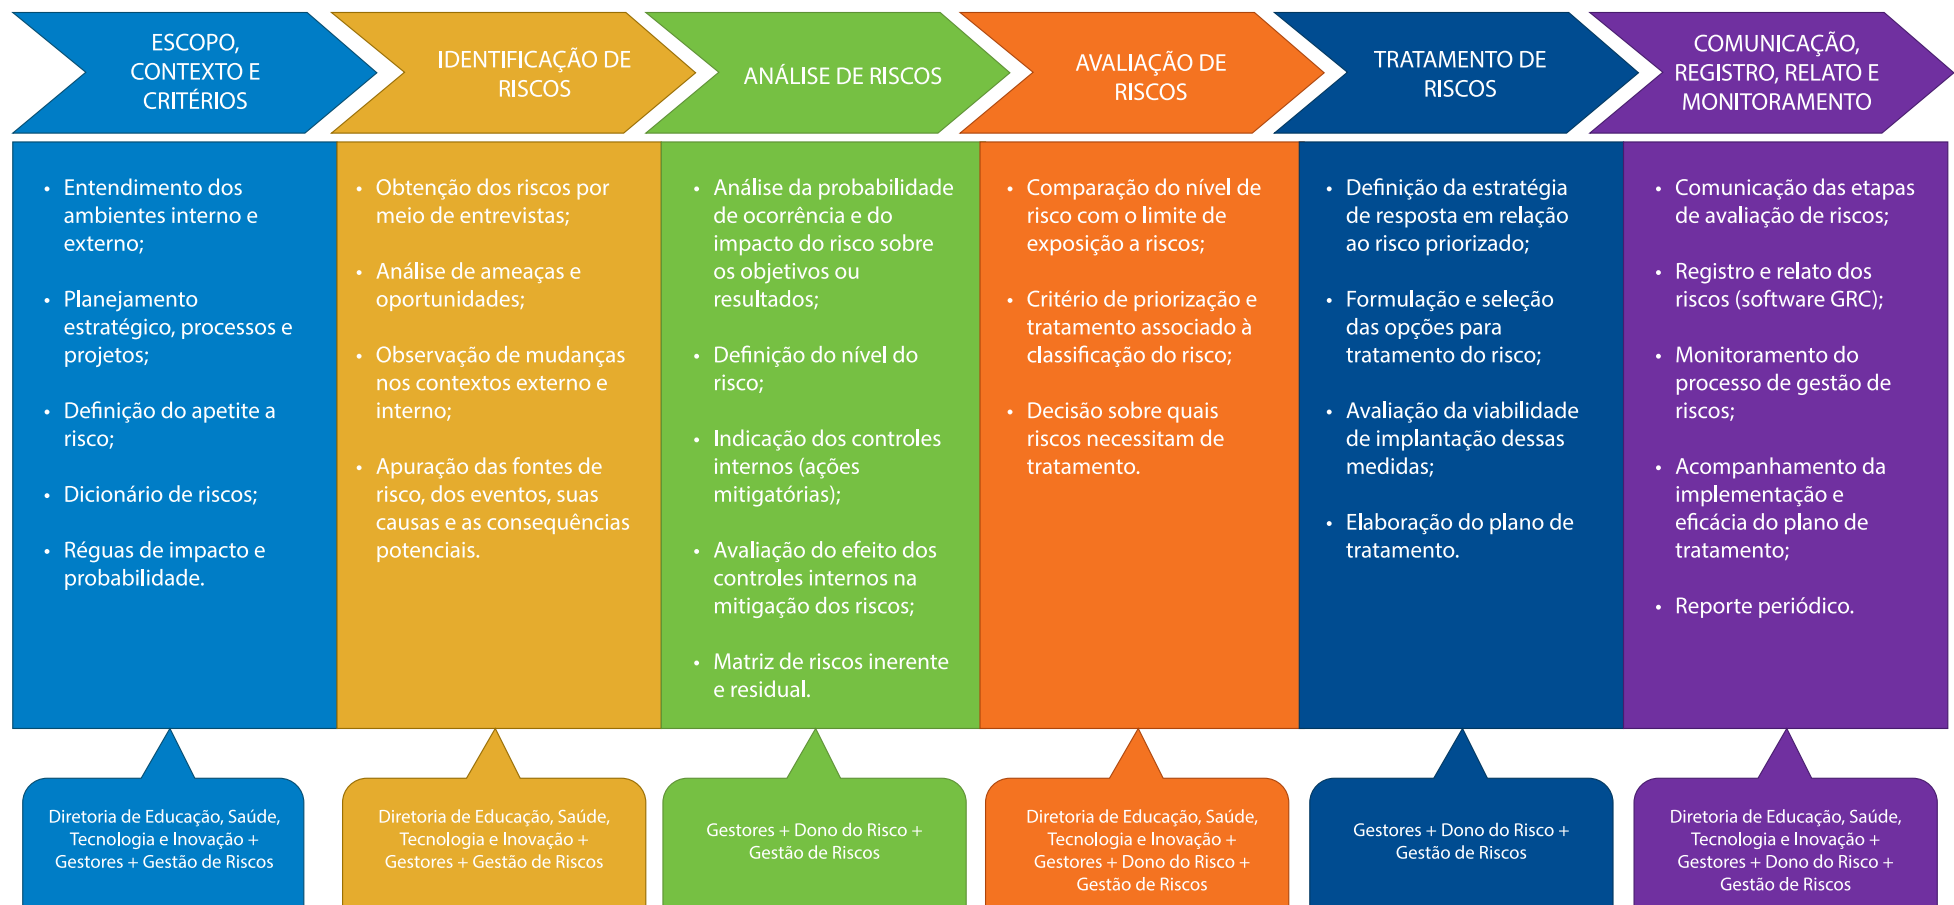 ESCOPO,
CONTEXTO E
CRITÉRIOS
IDENTIFICAÇÃO DE
RISCOS
ANÁLISE DE RISCOS
AVALIAÇÃO DE
RISCOS
TRATAMENTO DE
RISCOS
COMUNICAÇÃO,
REGISTRO, RELATO E
MONITORAMENTO
• Entendimento dos
ambientes interno e
externo;
• Planejamento
estratégico, processos e
projetos;
• Definição do apetite a
risco;
• Dicionário de riscos;
• Réguas de impacto e
probabilidade.
• Obtenção dos riscos por
meio de entrevistas;
• Análise de ameaças e
oportunidades;
• Observação de mudanças
nos contextos externo e
interno;
• Apuração das fontes de
risco, dos eventos, suas
causas e as consequências
potenciais.
• Análise da probabilidade
de ocorrência e do
impacto do risco sobre
os objetivos ou
resultados;
• Definição do nível do
risco;
• Indicação dos controles
internos (ações
mitigatórias);
• Avaliação do efeito dos
controles internos na
mitigação dos riscos;
• Matriz de riscos inerente
e residual.
• Comparação do nível de
risco com o limite de
exposição a riscos;
• Critério de priorização e
tratamento associado à
classificação do risco;
• Decisão sobre quais
riscos necessitam de
tratamento.
• Definição da estratégia
de resposta em relação
ao risco priorizado;
• Formulação e seleção
das opções para
tratamento do risco;
• Avaliação da viabilidade
de implantação dessas
medidas;
• Elaboração do plano de
tratamento.
• Comunicação das etapas
de avaliação de riscos;
• Registro e relato dos
riscos (software GRC);
• Monitoramento do
processo de gestão de
riscos;
• Acompanhamento da
implementação e
eficácia do plano de
tratamento;
• Reporte periódico.
Diretoria de Educação, Saúde,
Tecnologia e Inovação +
Gestores + Gestão de Riscos
Diretoria de Educação, Saúde,
Tecnologia e Inovação +
Gestores + Gestão de Riscos
Gestores + Dono do Risco +
Gestão de Riscos
Diretoria de Educação, Saúde,
Tecnologia e Inovação +
Gestores + Dono do Risco +
Gestão de Riscos
Gestores + Dono do Risco +
Gestão de Riscos
Diretoria de Educação, Saúde,
Tecnologia e Inovação +
Gestores + Dono do Risco +
Gestão de Riscos